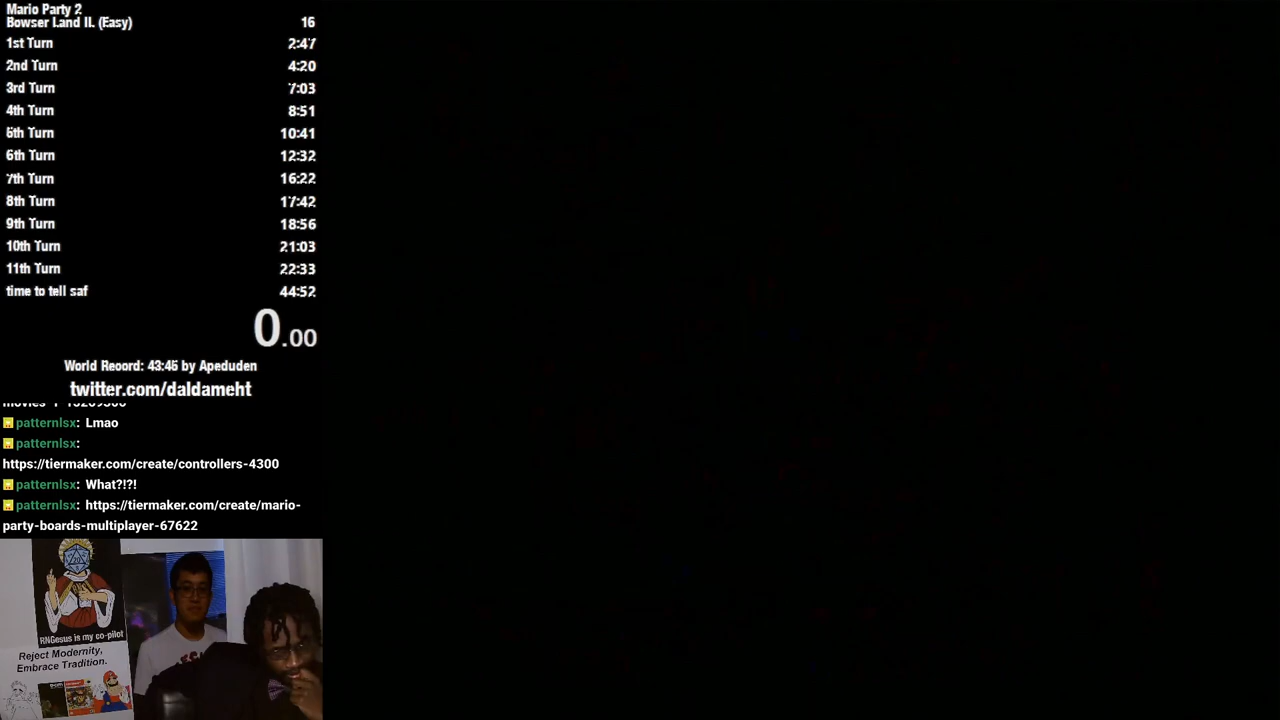 Mario Party 2
Bowser Land II. (Easy) 16
1st Turn 2:47
2nd Turn 4:20
3rd Turn 7:03
4th Turn 8:51
5th Turn 10:41
6th Turn 12:32
7th Turn 16:22
8th Turn 17:42
9th Turn 18:56
10th Turn 21:03
11th Turn 22:33
time to tell saf 44:52
0.00
World Record: 43:45 by Apeduden
twitter.com/daldameht
patternlsx: Lmao
patternlsx:
https://tiermaker.com/create/controllers-4300
patternlsx: What?!?!
patternlsx: https://tiermaker.com/create/mario-
party-boards-multiplayer-67622
RNGesus is my co-pilot
Reject Modernity,
Embrace Tradition.